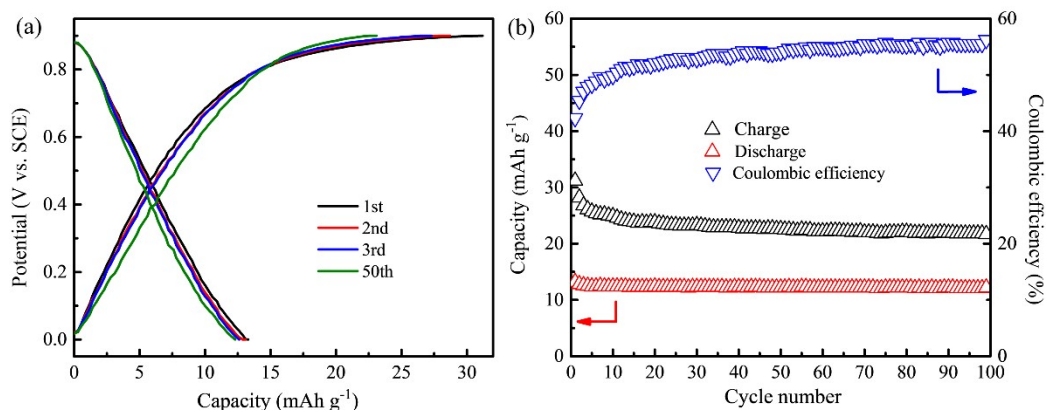 (a)
Potential (V vs. SCE)
0.8
0.6
0.4
0.2
0.0
1st
2nd
3rd
50th
0 5 10 15 20 25 30
Capacity (mAh g⁻¹)
(b)
Capacity (mAh g⁻¹)
60
50
40
30
20
10
0
Charge
Discharge
Coulombic efficiency
60
40
20
0
Coulombic efficiency (%)
0 10 20 30 40 50 60 70 80 90 100
Cycle number